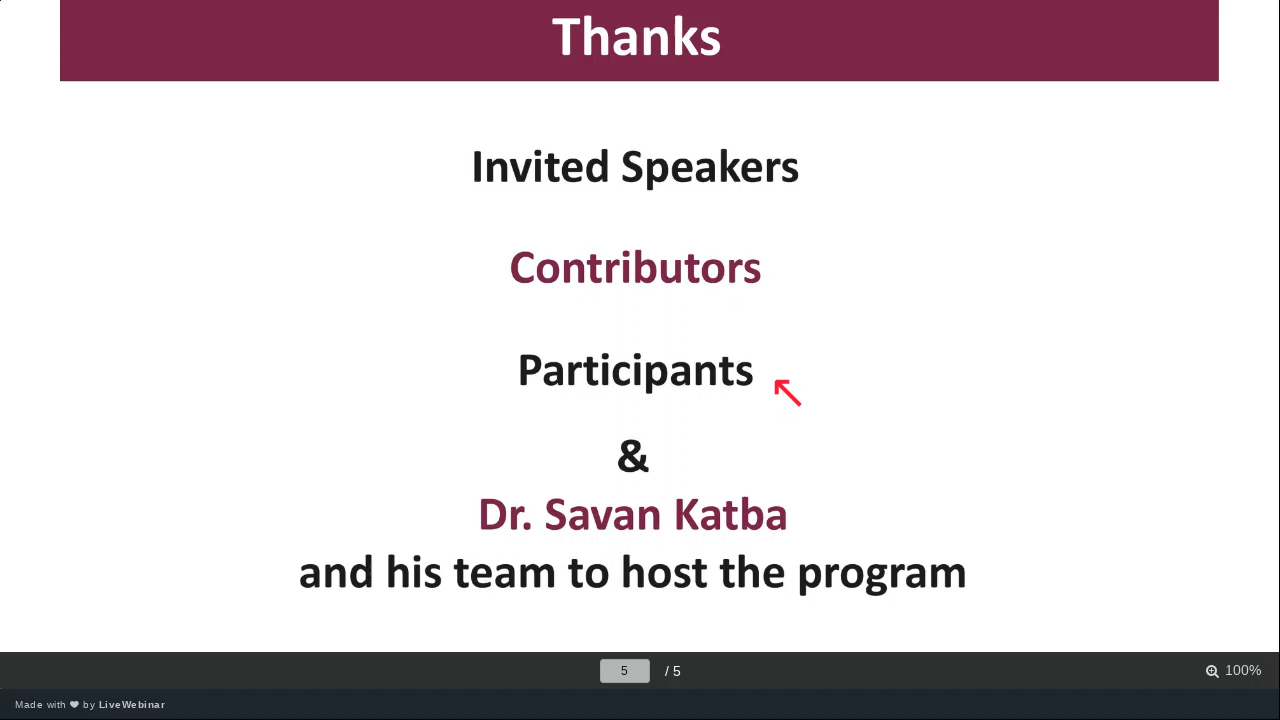 Thanks
Invited Speakers
Contributors
Participants
&
Dr. Savan Katba
and his team to host the program
5 / 5
100%
Made with ❤ by LiveWebinar